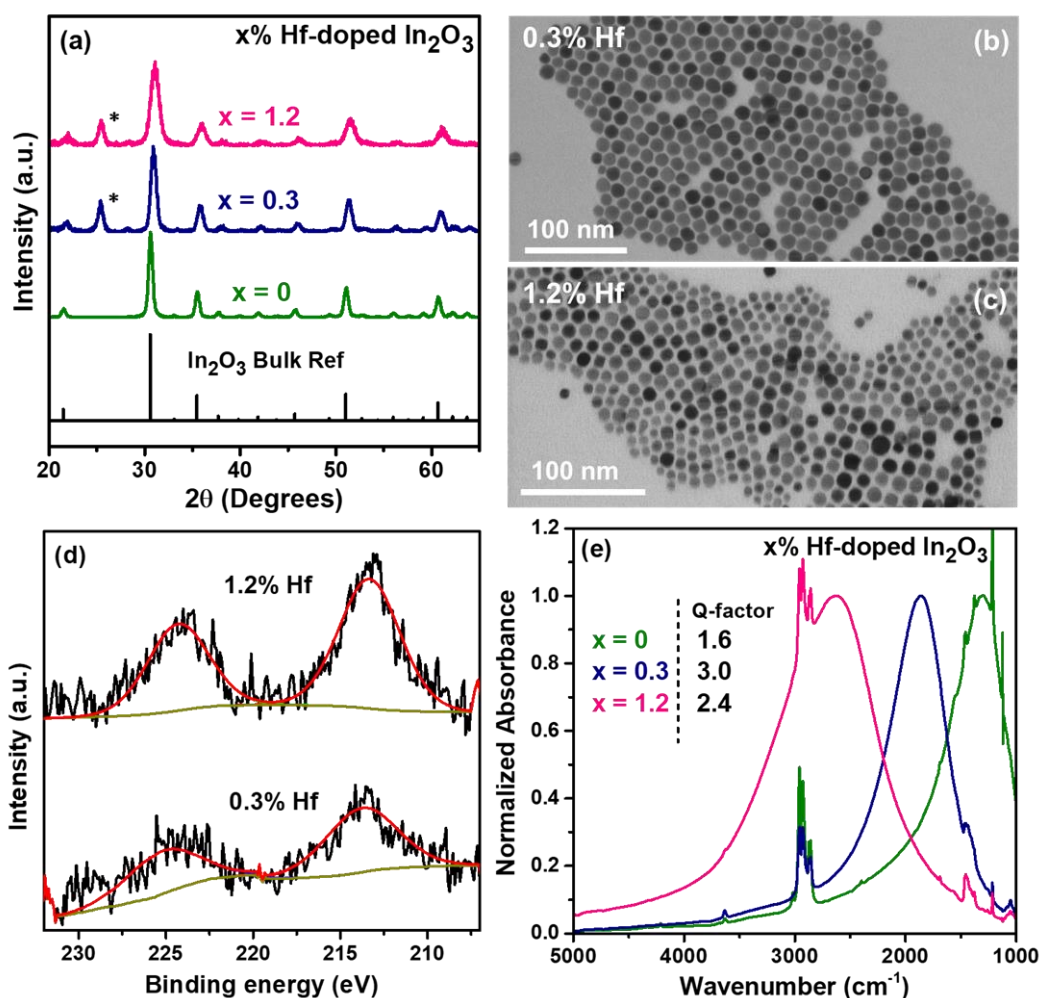 (a)
x% Hf-doped In₂O₃
x = 1.2
*
x = 0.3
*
x = 0
In₂O₃ Bulk Ref
Intensity (a.u.)
20 30 40 50 60
2θ (Degrees)
0.3% Hf
(b)
100 nm
1.2% Hf
(c)
100 nm
(d)
1.2% Hf
0.3% Hf
Intensity (a.u.)
230 225 220 215 210
Binding energy (eV)
(e)
x% Hf-doped In₂O₃
Q-factor
x = 0 1.6
x = 0.3 3.0
x = 1.2 2.4
Normalized Absorbance
1.2
1.0
0.8
0.6
0.4
0.2
0.0
5000 4000 3000 2000 1000
Wavenumber (cm⁻¹)